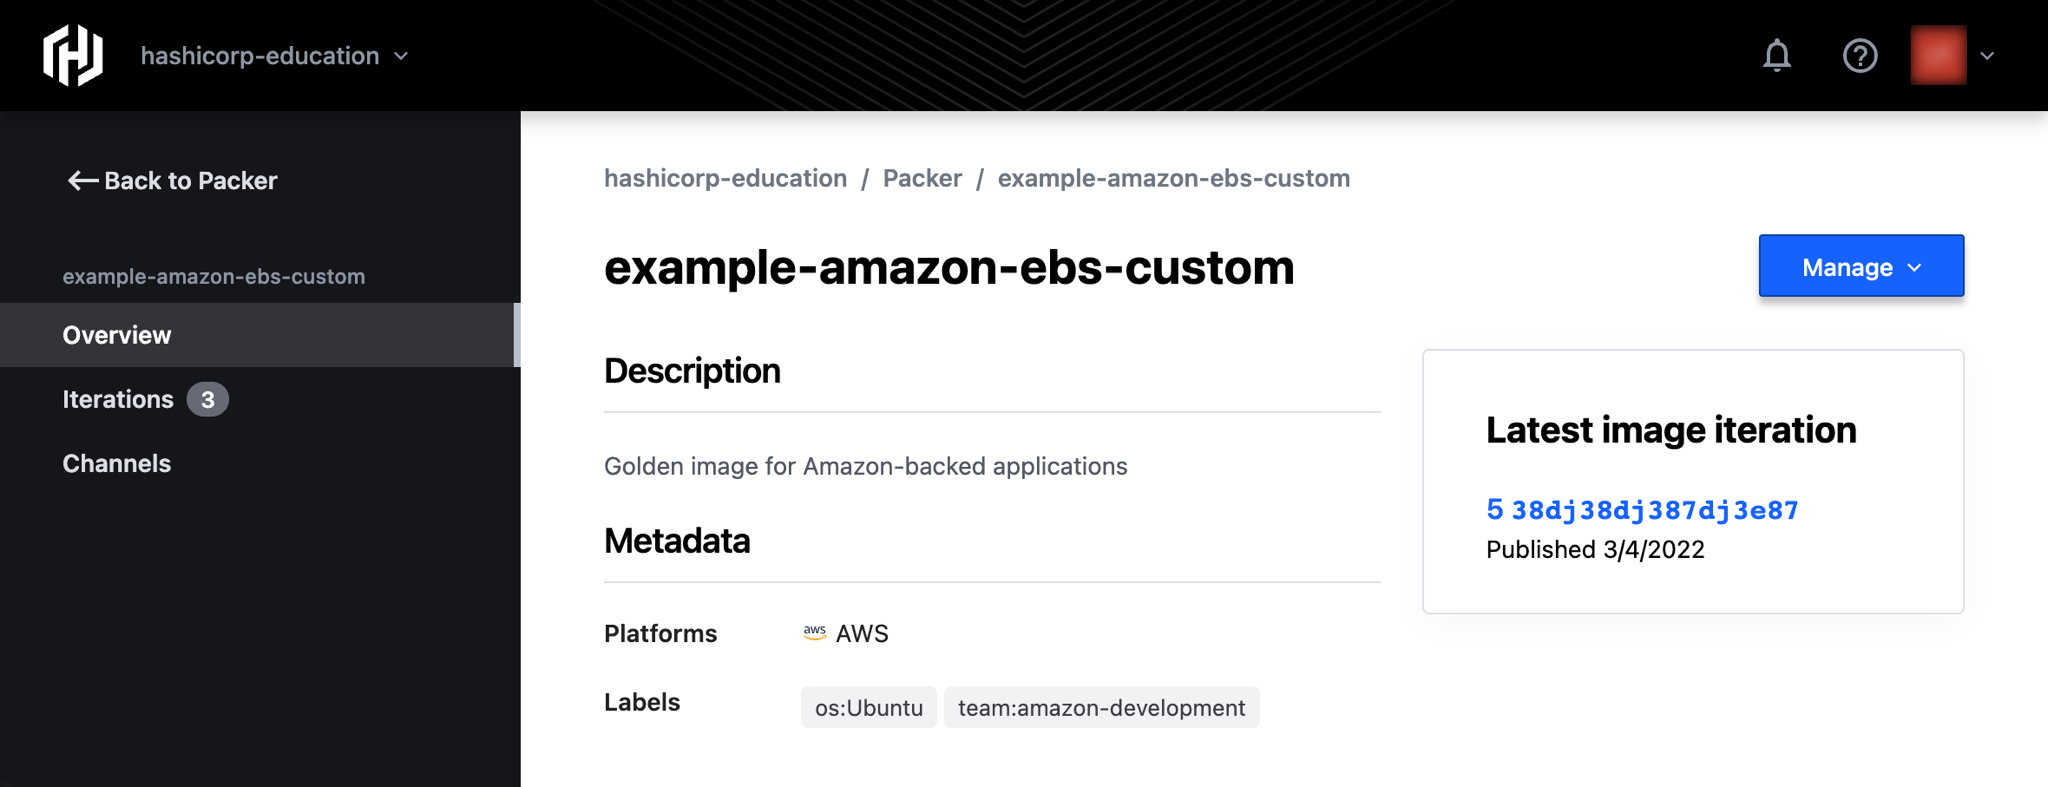 hashicorp-education
Back to Packer
example-amazon-ebs-custom
Overview
Iterations 3
Channels
hashicorp-education / Packer / example-amazon-ebs-custom
example-amazon-ebs-custom
Manage
Description
Golden image for Amazon-backed applications
Metadata
Platforms aws AWS
Labels os:Ubuntu team:amazon-development
Latest image iteration
5 38dj38dj387dj3e87
Published 3/4/2022